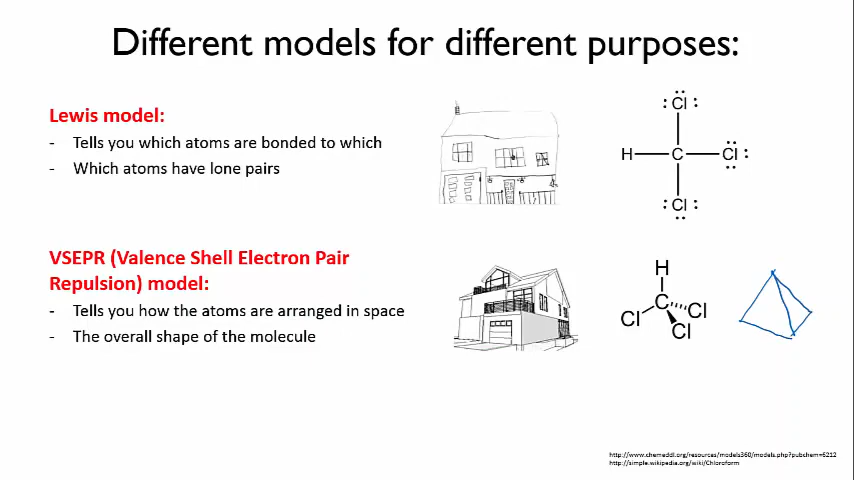 Different models for different purposes:
Lewis model:
- Tells you which atoms are bonded to which
- Which atoms have lone pairs
Cl
H C Cl
Cl
VSEPR (Valence Shell Electron Pair
Repulsion) model:
- Tells you how the atoms are arranged in space
- The overall shape of the molecule
H
C
Cl Cl
Cl
http://www.chemeddl.org/resources/models360/models.php?pubchem=6212
http://simple.wikipedia.org/wiki/Chloroform